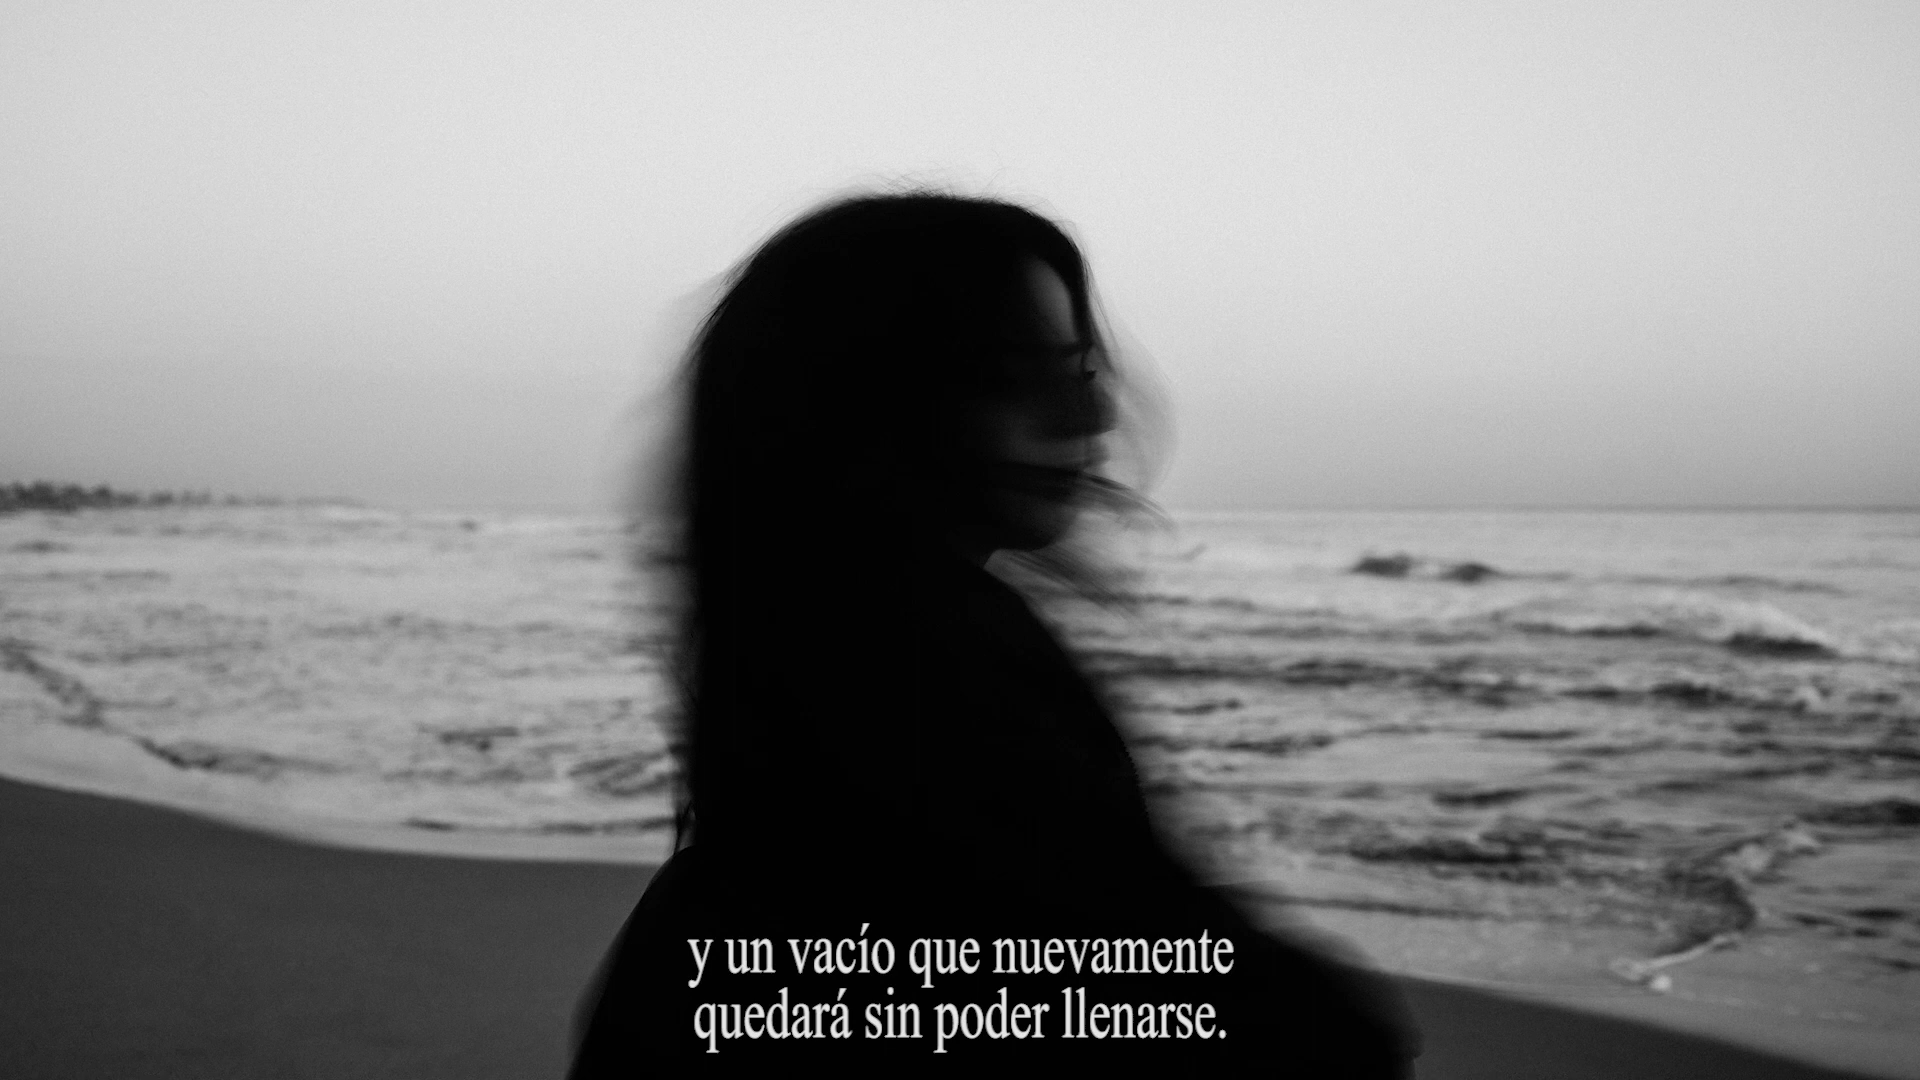 y un vacío que nuevamente
quedará sin poder llenarse.